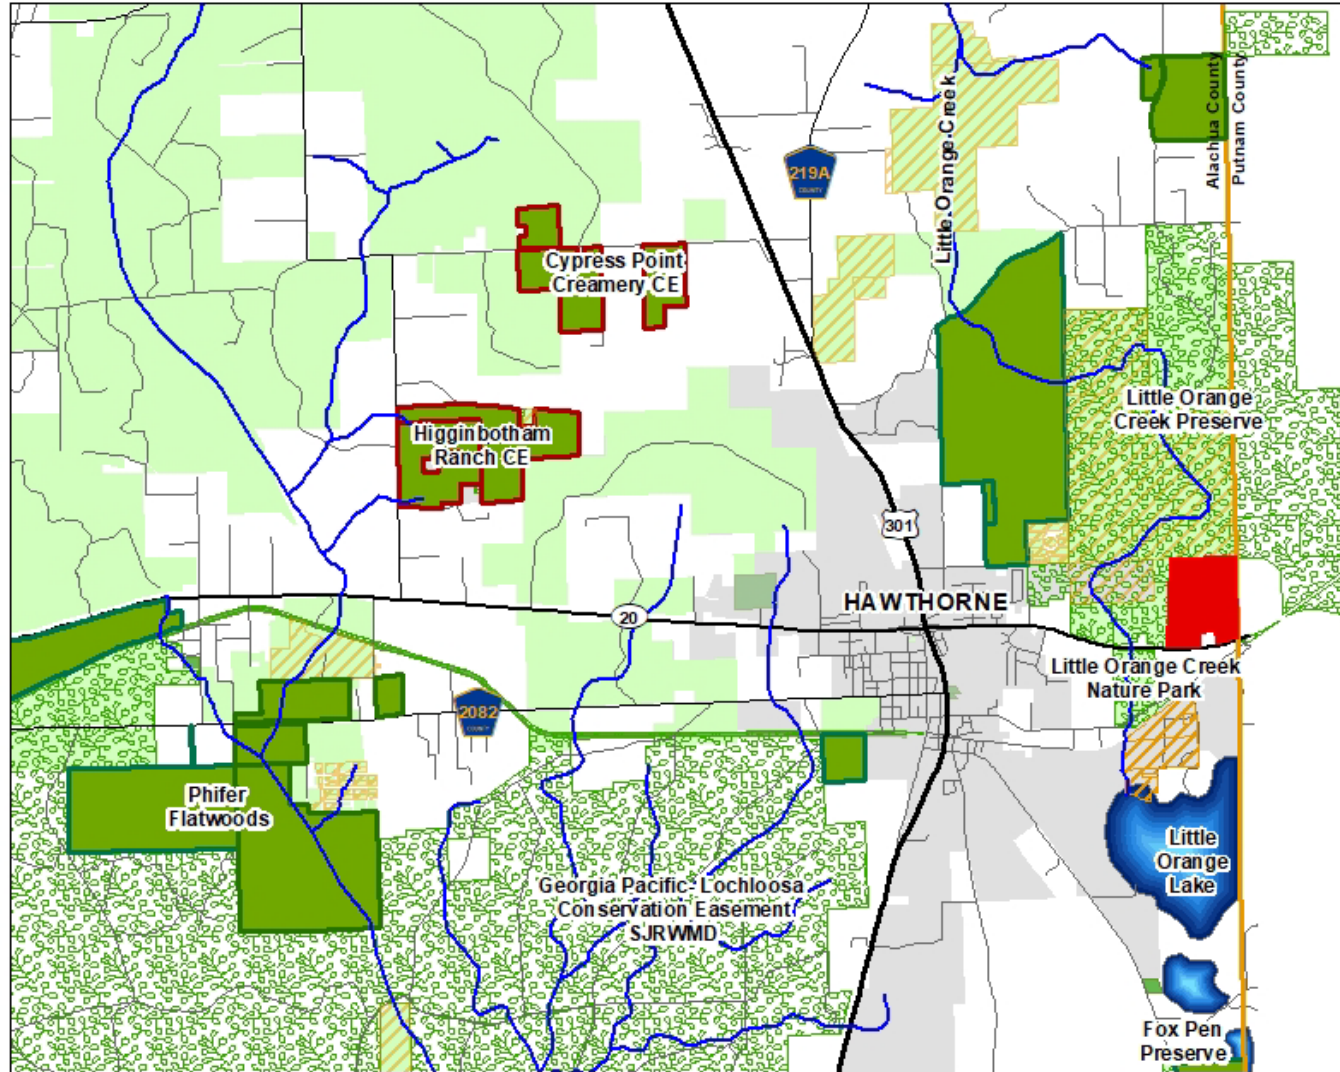 Alachua County
Putnam County
Little Orange Creek
219A
COUNTY
Cypress Point
Creamery CE
Little Orange
Creek Preserve
Higginbotham
Ranch CE
301
HAWTHORNE
20
Little Orange Creek
Nature Park
2082
COUNTY
Phifer
Flatwoods
Little
Orange
Lake
Georgia Pacific- Lochloosa
Conservation Easement
SJRWMD
Fox Pen
Preserve